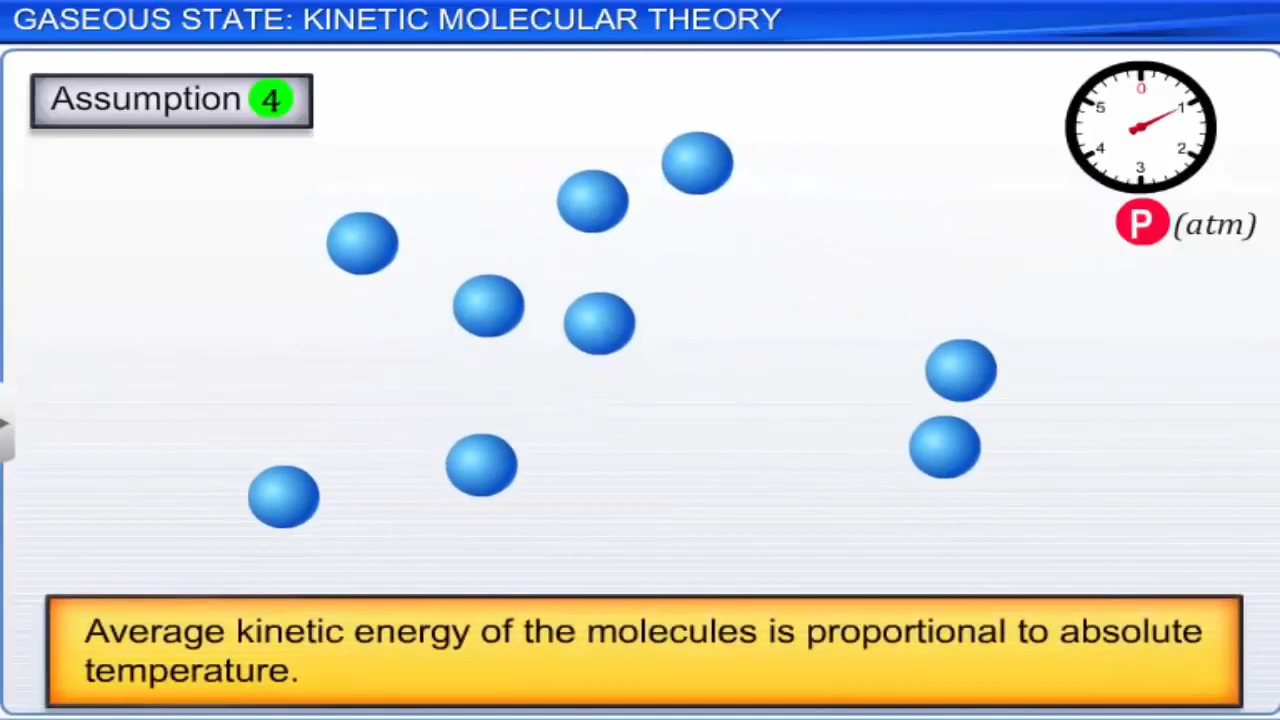 GASEOUS STATE: KINETIC MOLECULAR THEORY
Assumption 4
0
1
2
3
4
5
P (atm)
Average kinetic energy of the molecules is proportional to absolute
temperature.